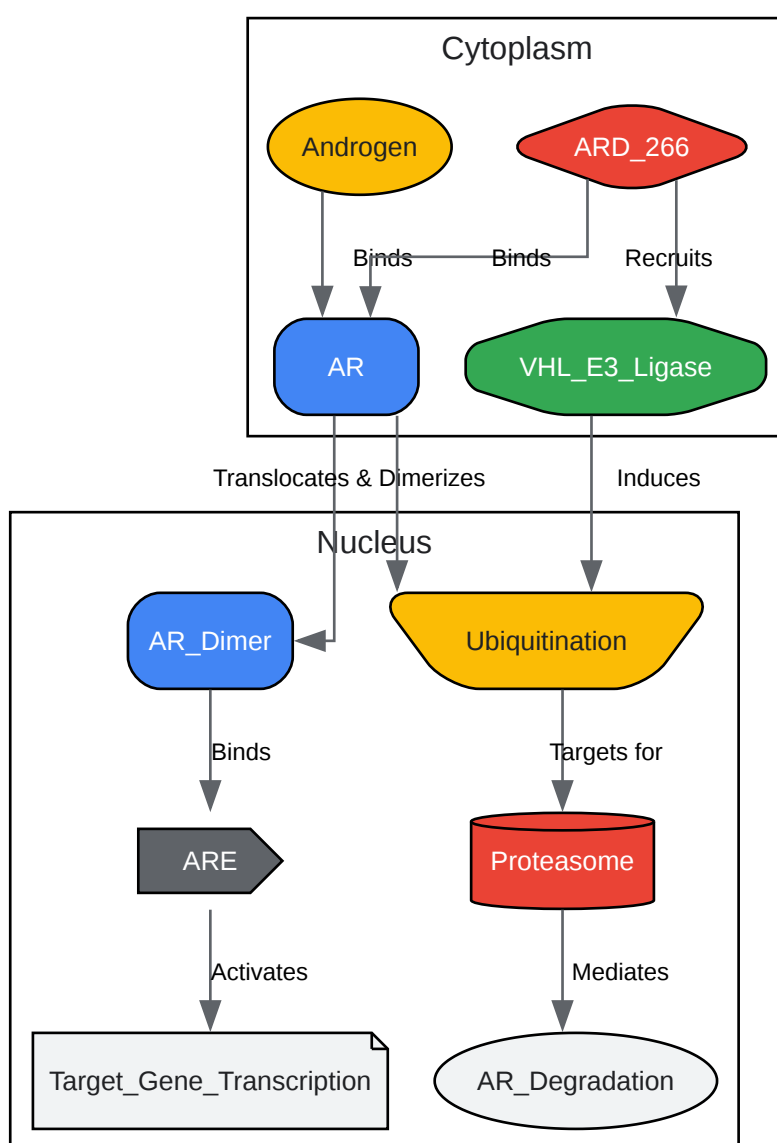 Cytoplasm
Androgen
ARD_266
Binds
Binds
Recruits
AR
VHL_E3_Ligase
Translocates & Dimerizes
Induces
Nucleus
AR_Dimer
Ubiquitination
Binds
Targets for
ARE
Proteasome
Activates
Mediates
Target_Gene_Transcription
AR_Degradation